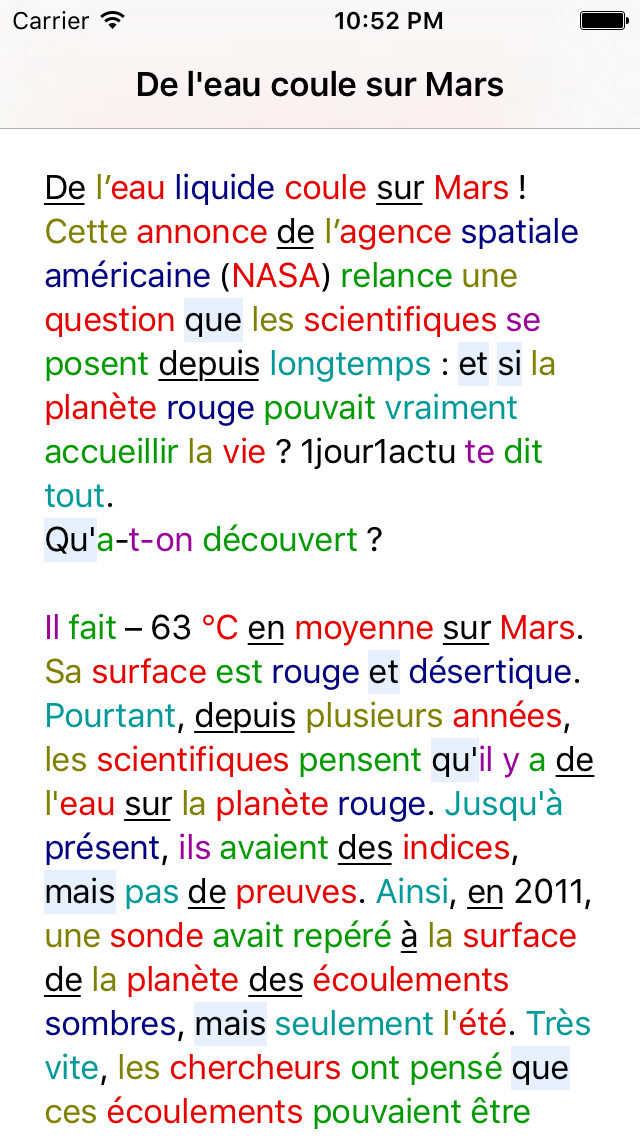 Carrier 10:52 PM
De l'eau coule sur Mars
De l’eau liquide coule sur Mars !
Cette annonce de l’agence spatiale
américaine (NASA) relance une
question que les scientifiques se
posent depuis longtemps : et si la
planète rouge pouvait vraiment
accueillir la vie ? 1jour1actu te dit
tout.
Qu'a-t-on découvert ?
Il fait – 63 °C en moyenne sur Mars.
Sa surface est rouge et désertique.
Pourtant, depuis plusieurs années,
les scientifiques pensent qu'il y a de
l'eau sur la planète rouge. Jusqu'à
présent, ils avaient des indices,
mais pas de preuves. Ainsi, en 2011,
une sonde avait repéré à la surface
de la planète des écoulements
sombres, mais seulement l'été. Très
vite, les chercheurs ont pensé que
ces écoulements pouvaient être